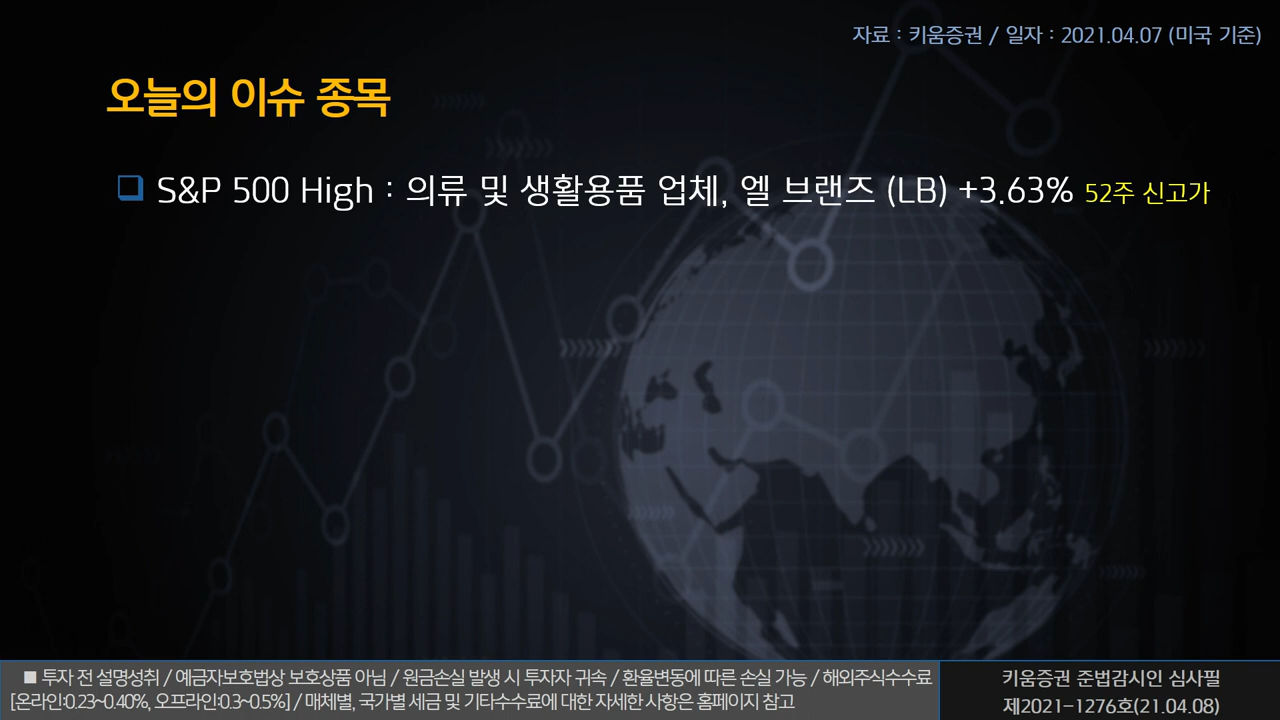 자료 : 키움증권 / 일자 : 2021.04.07 (미국 기준)
오늘의 이슈 종목
❑ S&P 500 High : 의류 및 생활용품 업체, 엘 브랜즈 (LB) +3.63% 52주 신고가
■ 투자 전 설명청취 / 예금자보호법상 보호상품 아님 / 원금손실 발생 시 투자자 귀속 / 환율변동에 따른 손실 가능 / 해외주식수수료
[온라인:0.23~0.40%, 오프라인:0.3~0.5%] / 매체별, 국가별 세금 및 기타수수료에 대한 자세한 사항은 홈페이지 참고
키움증권 준법감시인 심사필
제2021-1276호(21.04.08)